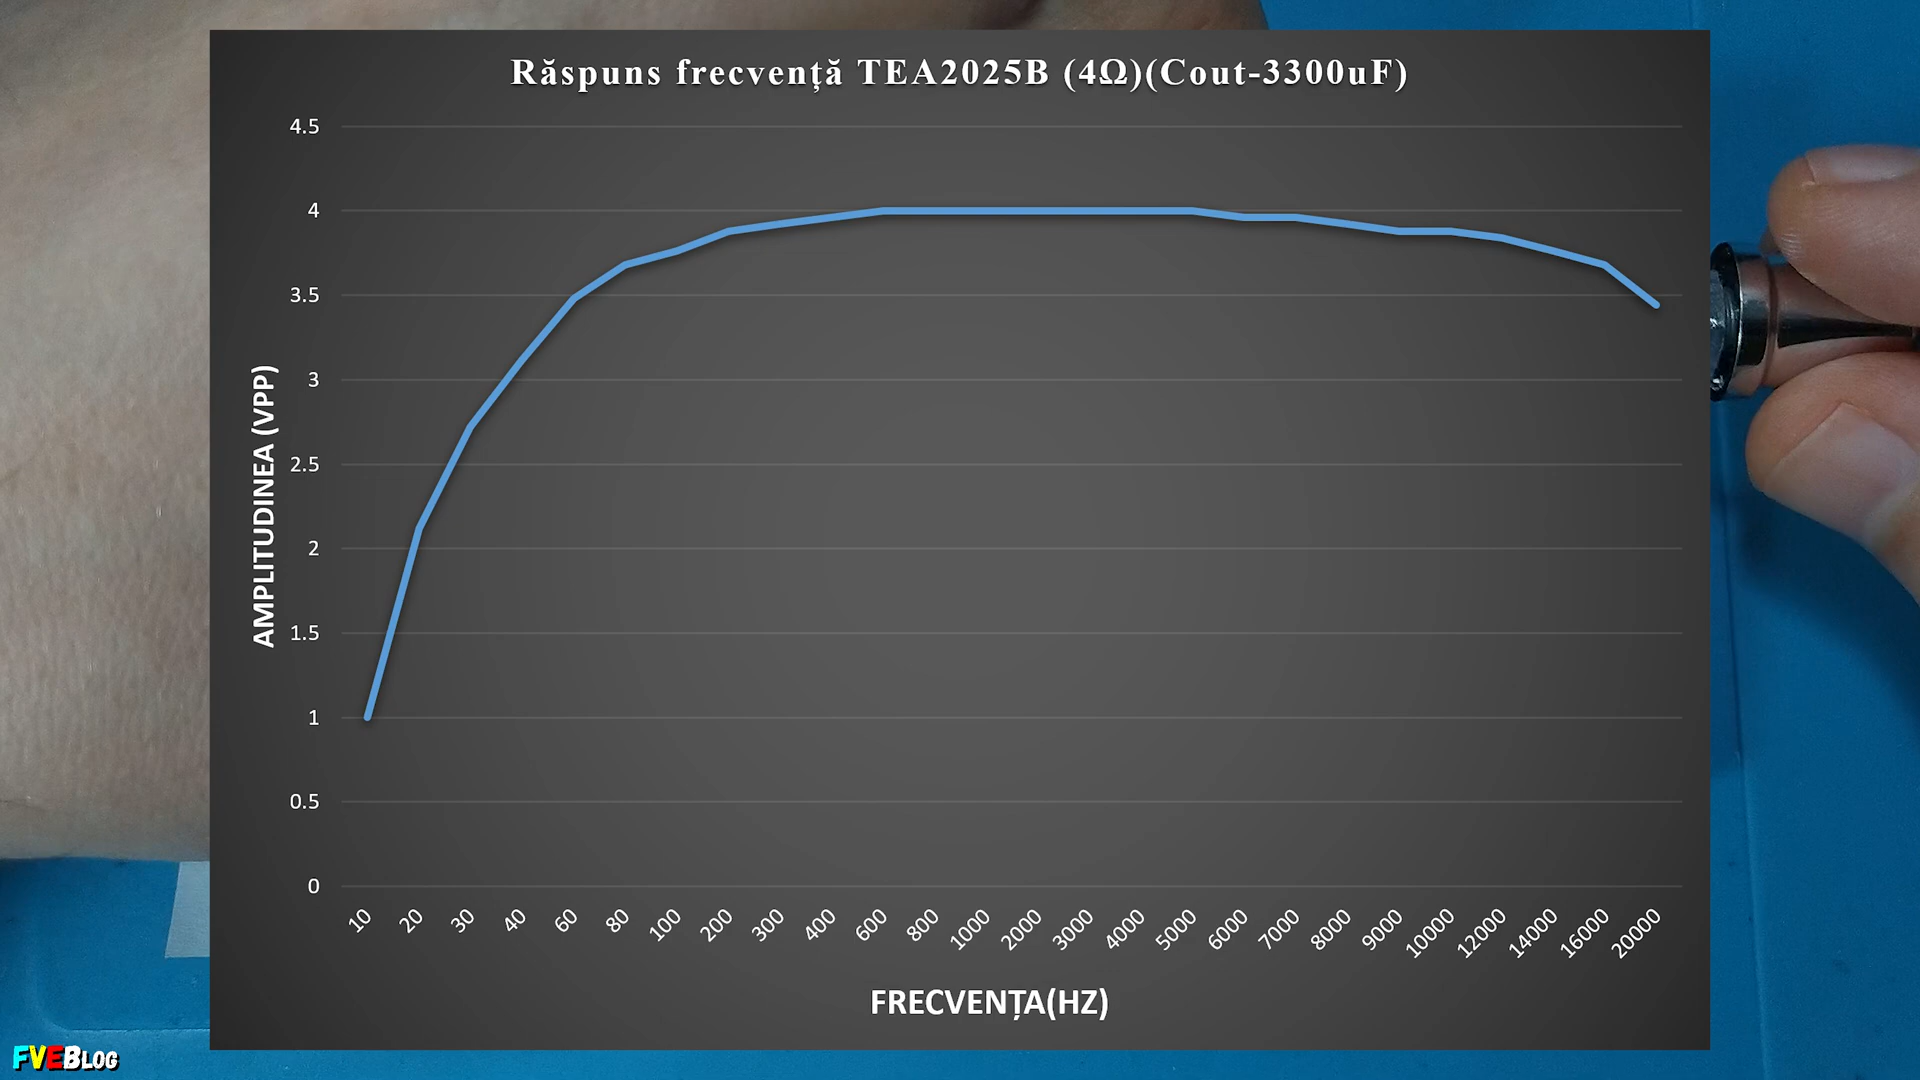 Răspuns frecvență TEA2025B (4Ω)(Cout-3300uF)
4.5
4
3.5
3
2.5
2
1.5
1
0.5
0
AMPLITUDINEA (VPP)
10 20 30 40 60 80 100 200 300 400 600 800 1000 2000 3000 4000 5000 6000 7000 8000 9000 10000 12000 14000 16000 20000
FRECVENȚA(HZ)
FVEBLOG